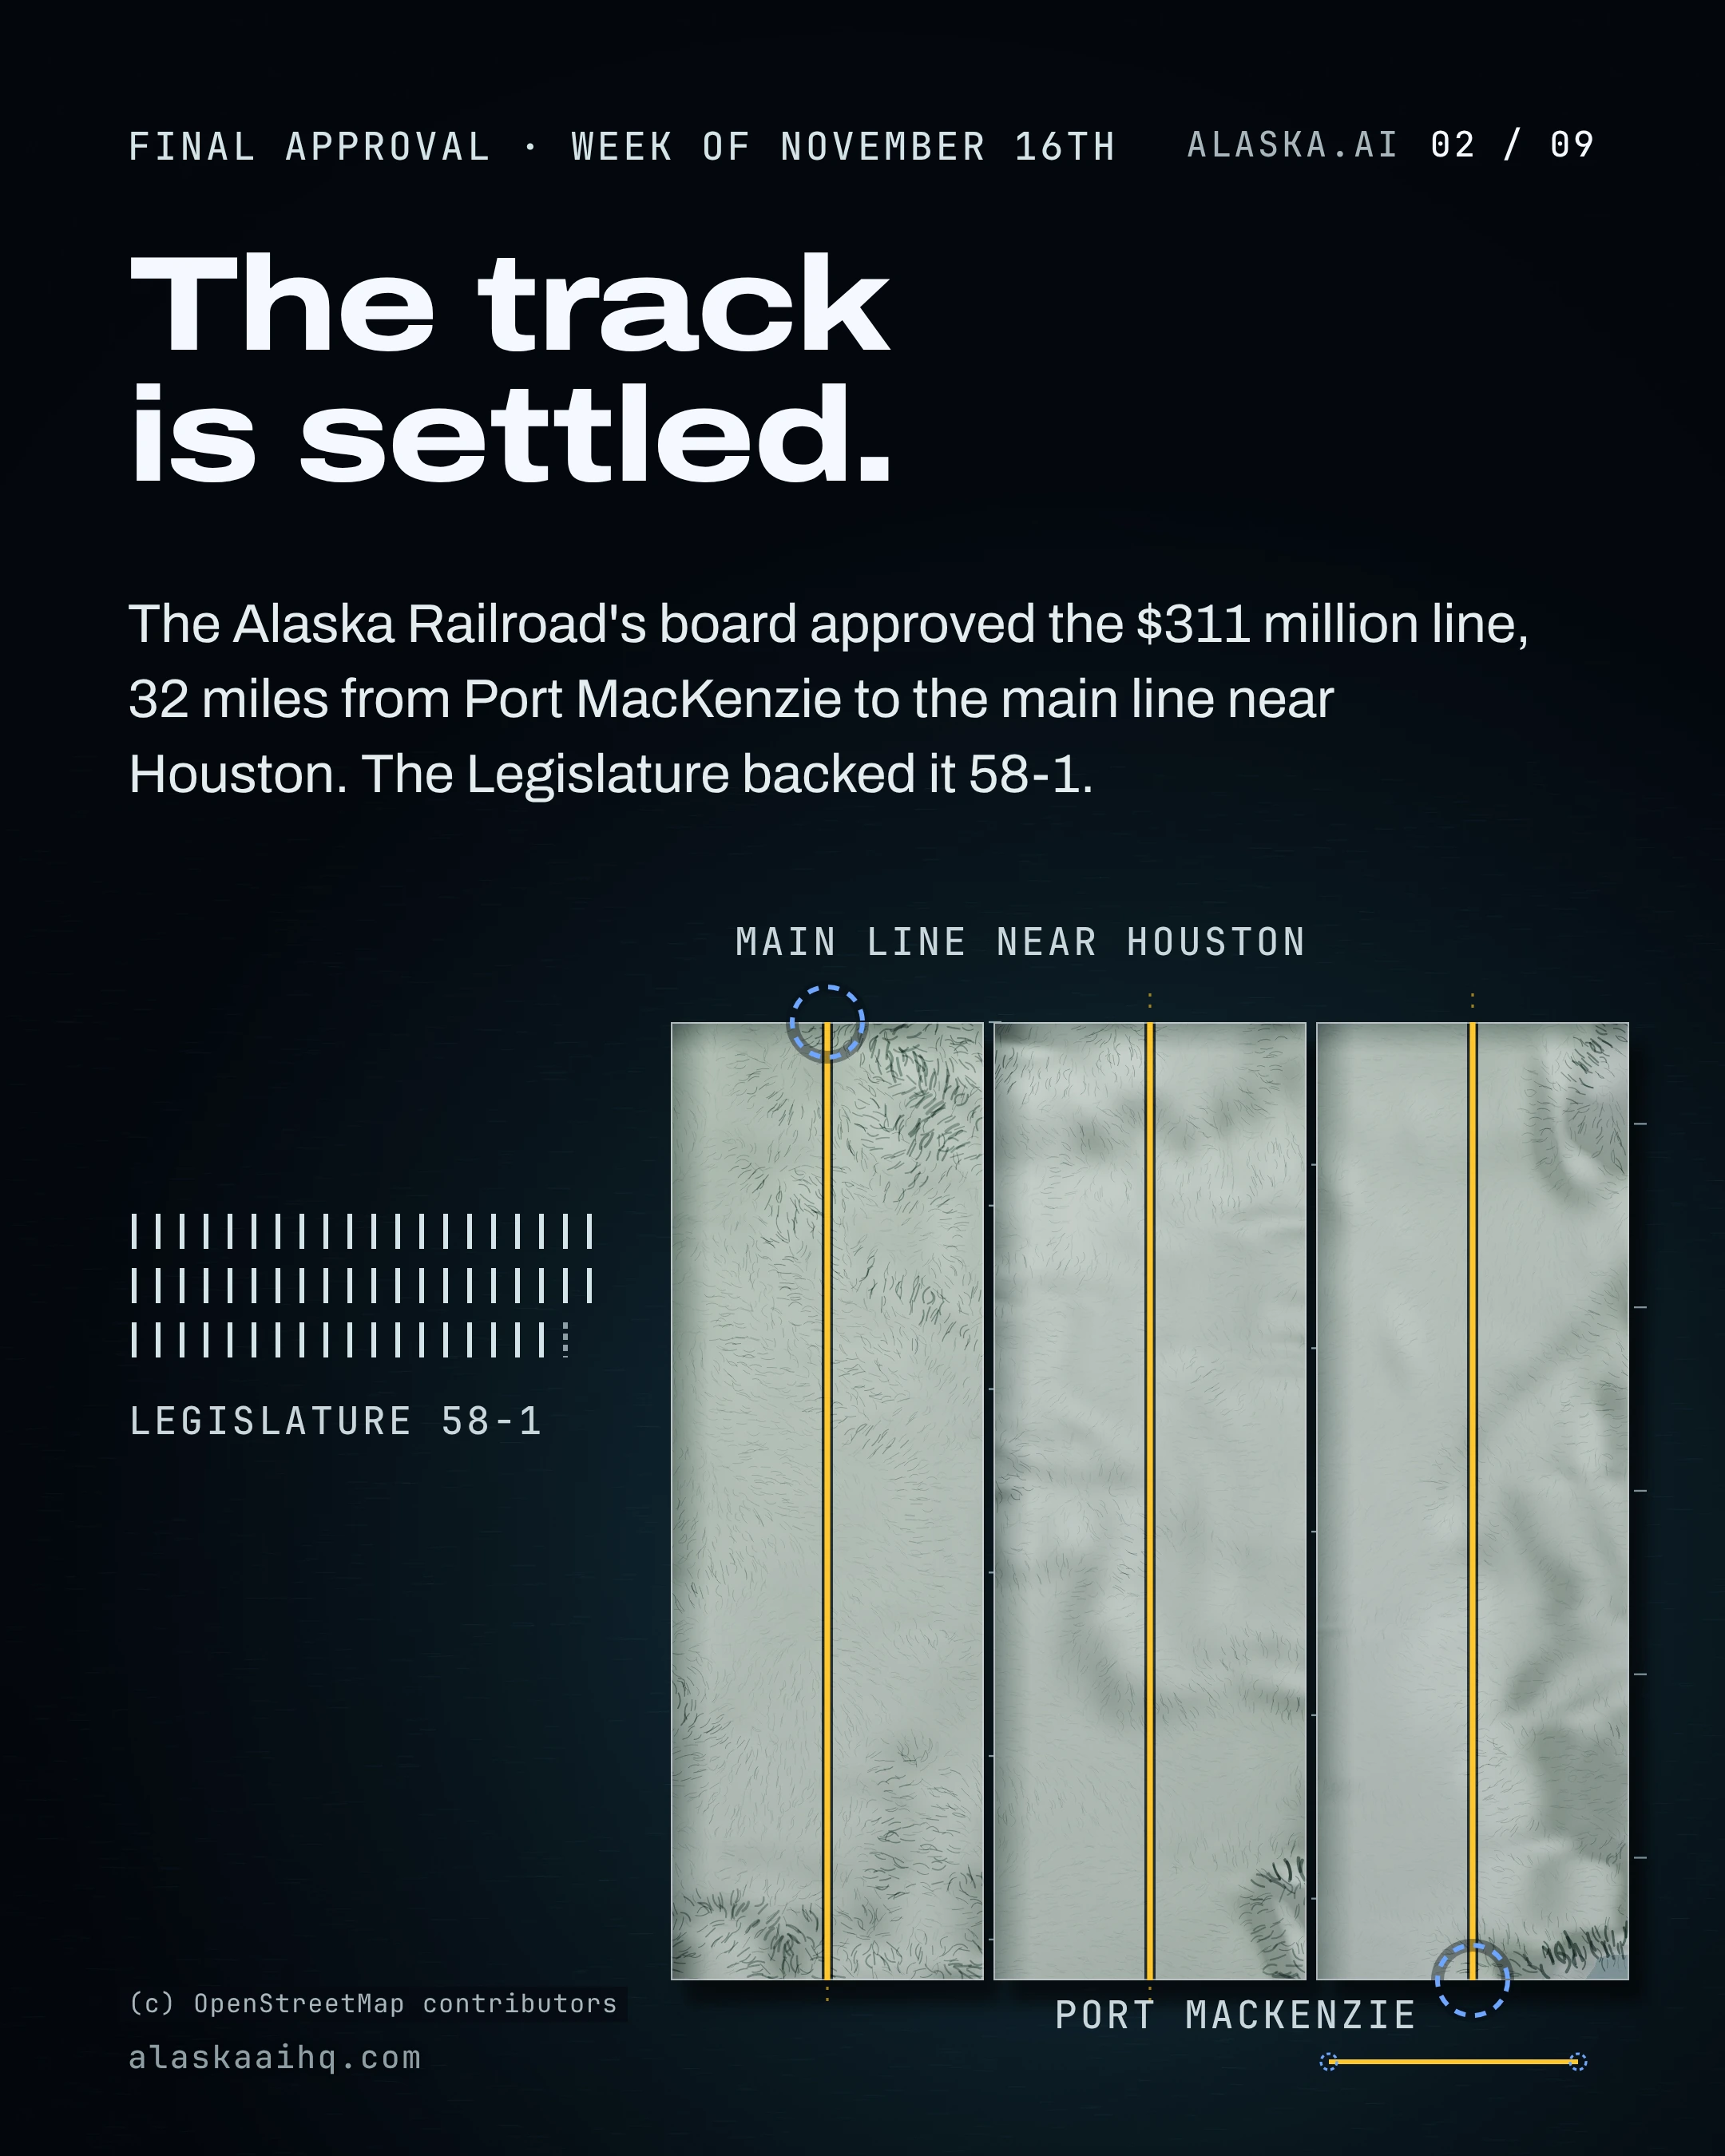 FINAL APPROVAL · WEEK OF NOVEMBER 16TH
ALASKA.AI 02 / 09
The track
is settled.
The Alaska Railroad's board approved the $311 million line,
32 miles from Port MacKenzie to the main line near
Houston. The Legislature backed it 58-1.
MAIN LINE NEAR HOUSTON
LEGISLATURE 58-1
PORT MACKENZIE
(c) OpenStreetMap contributors
alaskaaihq.com